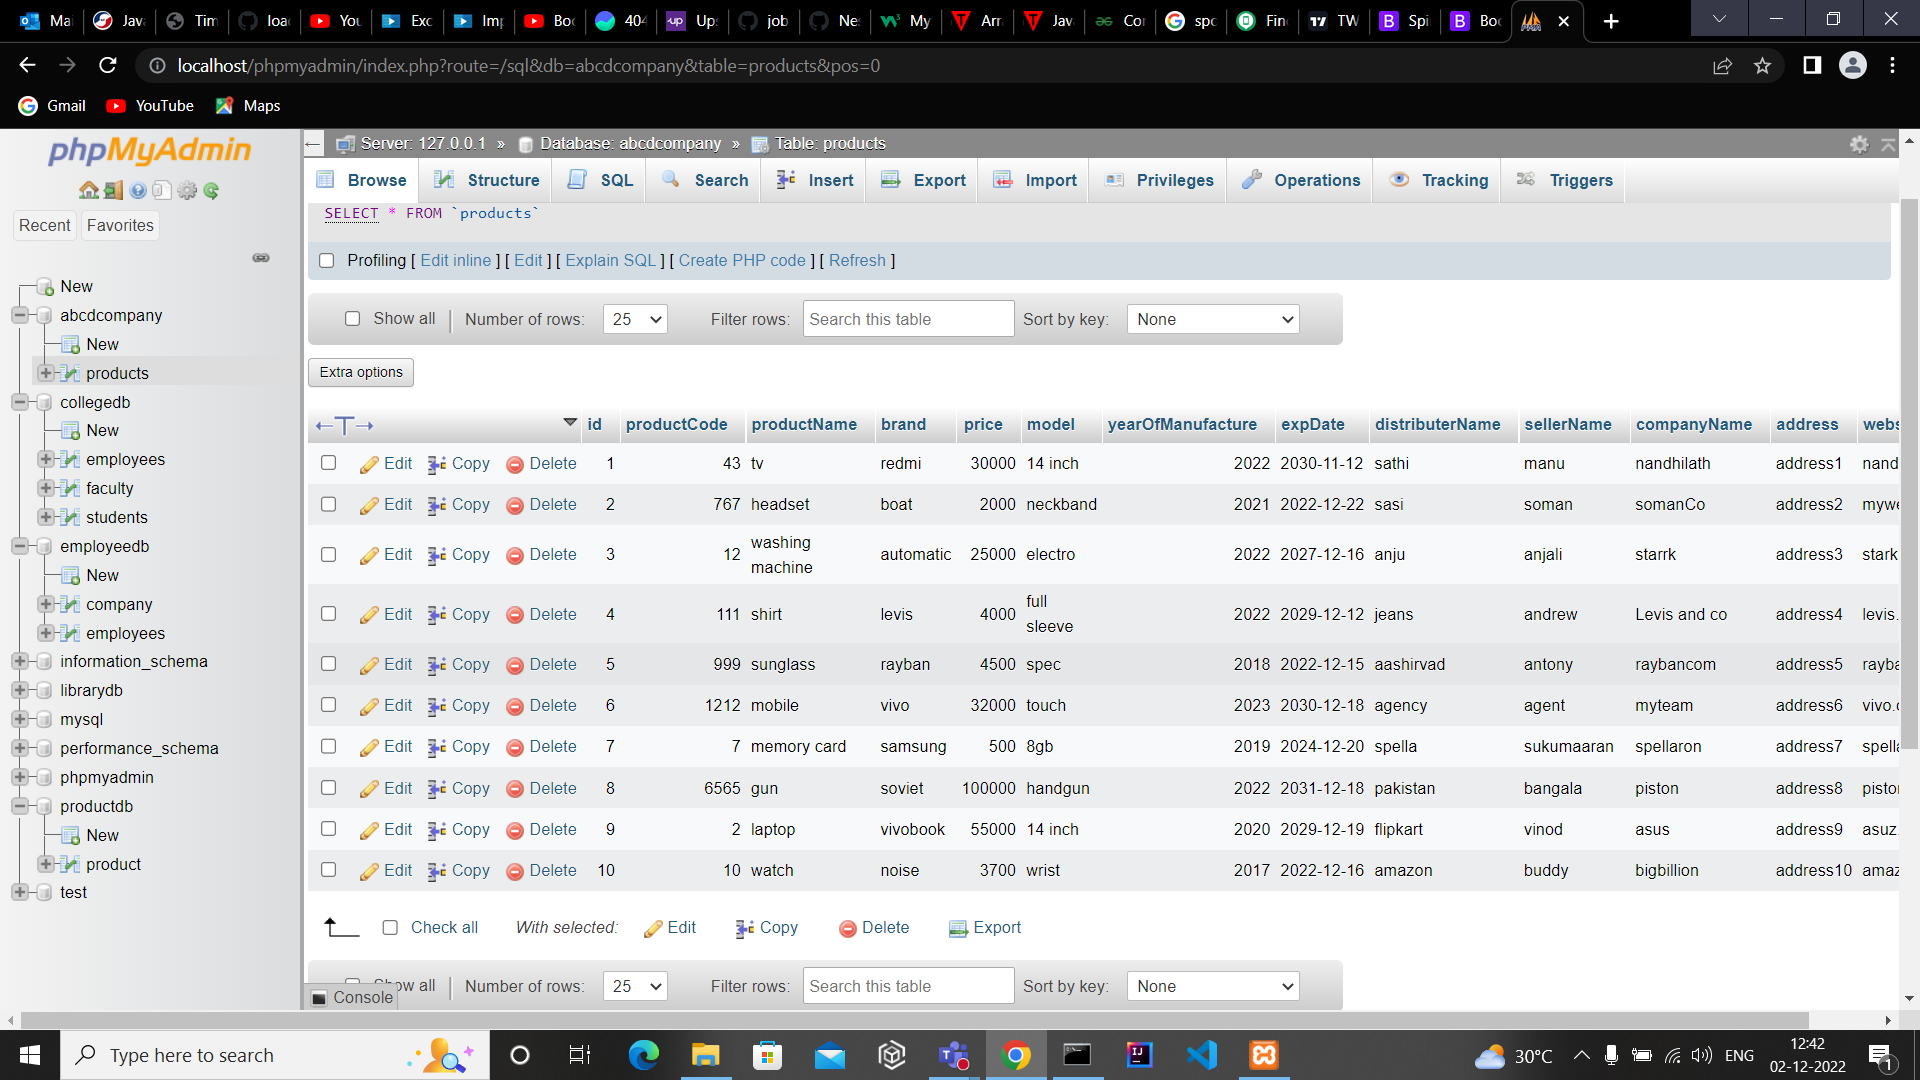 Mai Java Tim load You Exc Imp Boo 404 Ups job Nes My Arra Java Cor spo Fin TW Spi Boo
localhost/phpmyadmin/index.php?route=/sql&db=abcdcompany&table=products&pos=0
Gmail YouTube Maps
phpMyAdmin
Recent Favorites
New
abcdcompany
New
products
collegedb
New
employees
faculty
students
employeedb
New
company
employees
information_schema
librarydb
mysql
performance_schema
phpmyadmin
productdb
New
product
test
Server: 127.0.0.1 » Database: abcdcompany » Table: products
Browse Structure SQL Search Insert Export Import Privileges Operations Tracking Triggers
SELECT * FROM `products`
Profiling [ Edit inline ] [ Edit ] [ Explain SQL ] [ Create PHP code ] [ Refresh ]
Show all | Number of rows: 25 Filter rows: Search this table Sort by key: None
Extra options
←T→ id productCode productName brand price model yearOfManufacture expDate distributerName sellerName companyName address webs
Edit Copy Delete 1 43 tv redmi 30000 14 inch 2022 2030-11-12 sathi manu nandhilath address1 nand
Edit Copy Delete 2 767 headset boat 2000 neckband 2021 2022-12-22 sasi soman somanCo address2 mywe
Edit Copy Delete 3 12 washing machine automatic 25000 electro 2022 2027-12-16 anju anjali starrk address3 stark
Edit Copy Delete 4 111 shirt levis 4000 full sleeve 2022 2029-12-12 jeans andrew Levis and co address4 levis.
Edit Copy Delete 5 999 sunglass rayban 4500 spec 2018 2022-12-15 aashirvad antony raybancom address5 rayba
Edit Copy Delete 6 1212 mobile vivo 32000 touch 2023 2030-12-18 agency agent myteam address6 vivo.c
Edit Copy Delete 7 7 memory card samsung 500 8gb 2019 2024-12-20 spella sukumaaran spellaron address7 spella
Edit Copy Delete 8 6565 gun soviet 100000 handgun 2022 2031-12-18 pakistan bangala piston address8 pistor
Edit Copy Delete 9 2 laptop vivobook 55000 14 inch 2020 2029-12-19 flipkart vinod asus address9 asuz.
Edit Copy Delete 10 10 watch noise 3700 wrist 2017 2022-12-16 amazon buddy bigbillion address10 amaz
Check all With selected: Edit Copy Delete Export
Show all | Number of rows: 25 Filter rows: Search this table Sort by key: None
Console
Type here to search
30°C ENG 12:42
02-12-2022
1